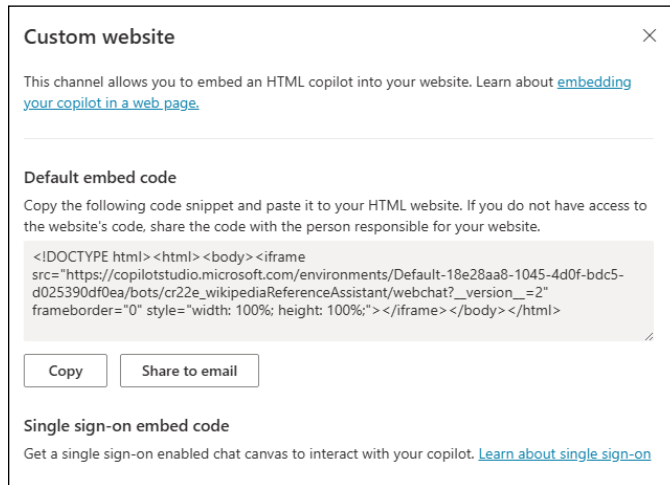 Custom website
This channel allows you to embed an HTML copilot into your website. Learn about embedding
your copilot in a web page.
Default embed code
Copy the following code snippet and paste it to your HTML website. If you do not have access to
the website's code, share the code with the person responsible for your website.
<!DOCTYPE html><html><body><iframe
src="https://copilotstudio.microsoft.com/environments/Default-18e28aa8-1045-4d0f-bdc5-
d025390df0ea/bots/cr22e_wikipediaReferenceAssistant/webchat?__version__=2"
frameborder="0" style="width: 100%; height: 100%;"></iframe></body></html>
Copy Share to email
Single sign-on embed code
Get a single sign-on enabled chat canvas to interact with your copilot. Learn about single sign-on